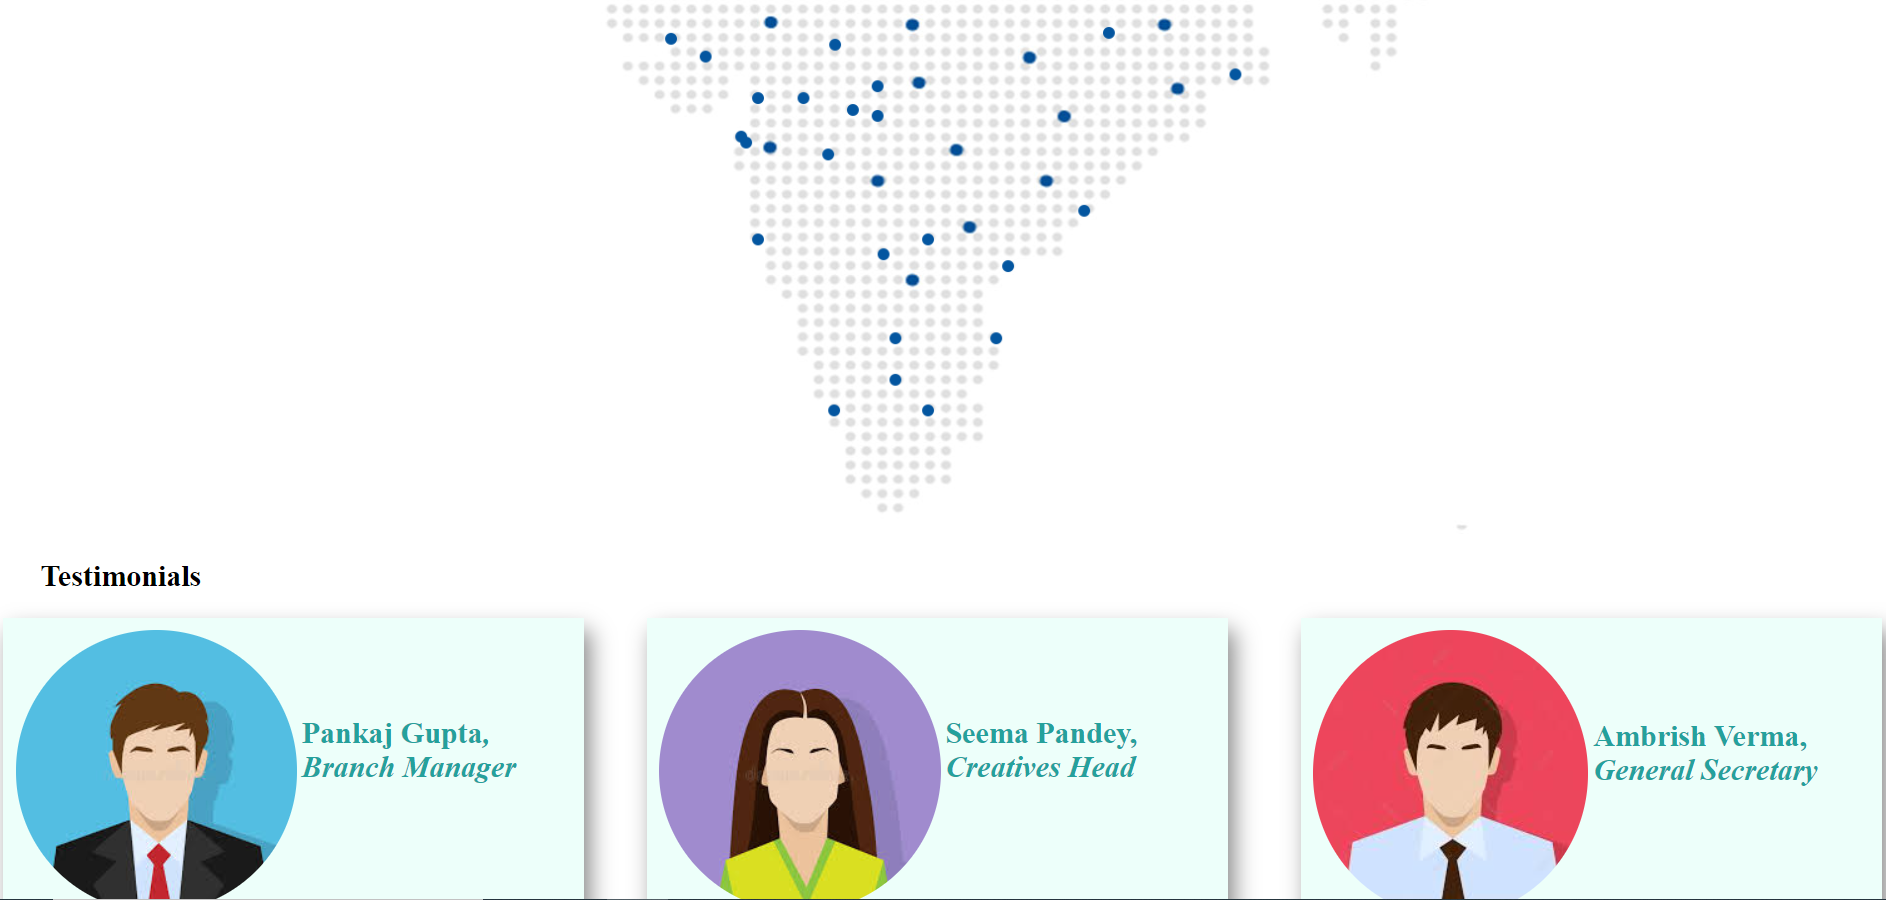 Testimonials
Pankaj Gupta,
Branch Manager
Seema Pandey,
Creatives Head
Ambrish Verma,
General Secretary